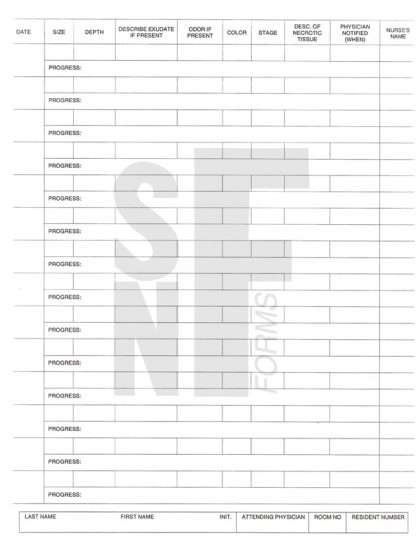 DATE SIZE DEPTH DESCRIBE EXUDATE IF PRESENT ODOR IF PRESENT COLOR STAGE DESC. OF NECROTIC TISSUE PHYSICIAN NOTIFIED (WHEN) NURSE'S NAME
PROGRESS:
PROGRESS:
PROGRESS:
PROGRESS:
PROGRESS:
PROGRESS:
PROGRESS:
PROGRESS:
PROGRESS:
PROGRESS:
PROGRESS:
PROGRESS:
PROGRESS:
PROGRESS:
SNF FORMS
LAST NAME FIRST NAME INIT. ATTENDING PHYSICIAN ROOM NO RESIDENT NUMBER